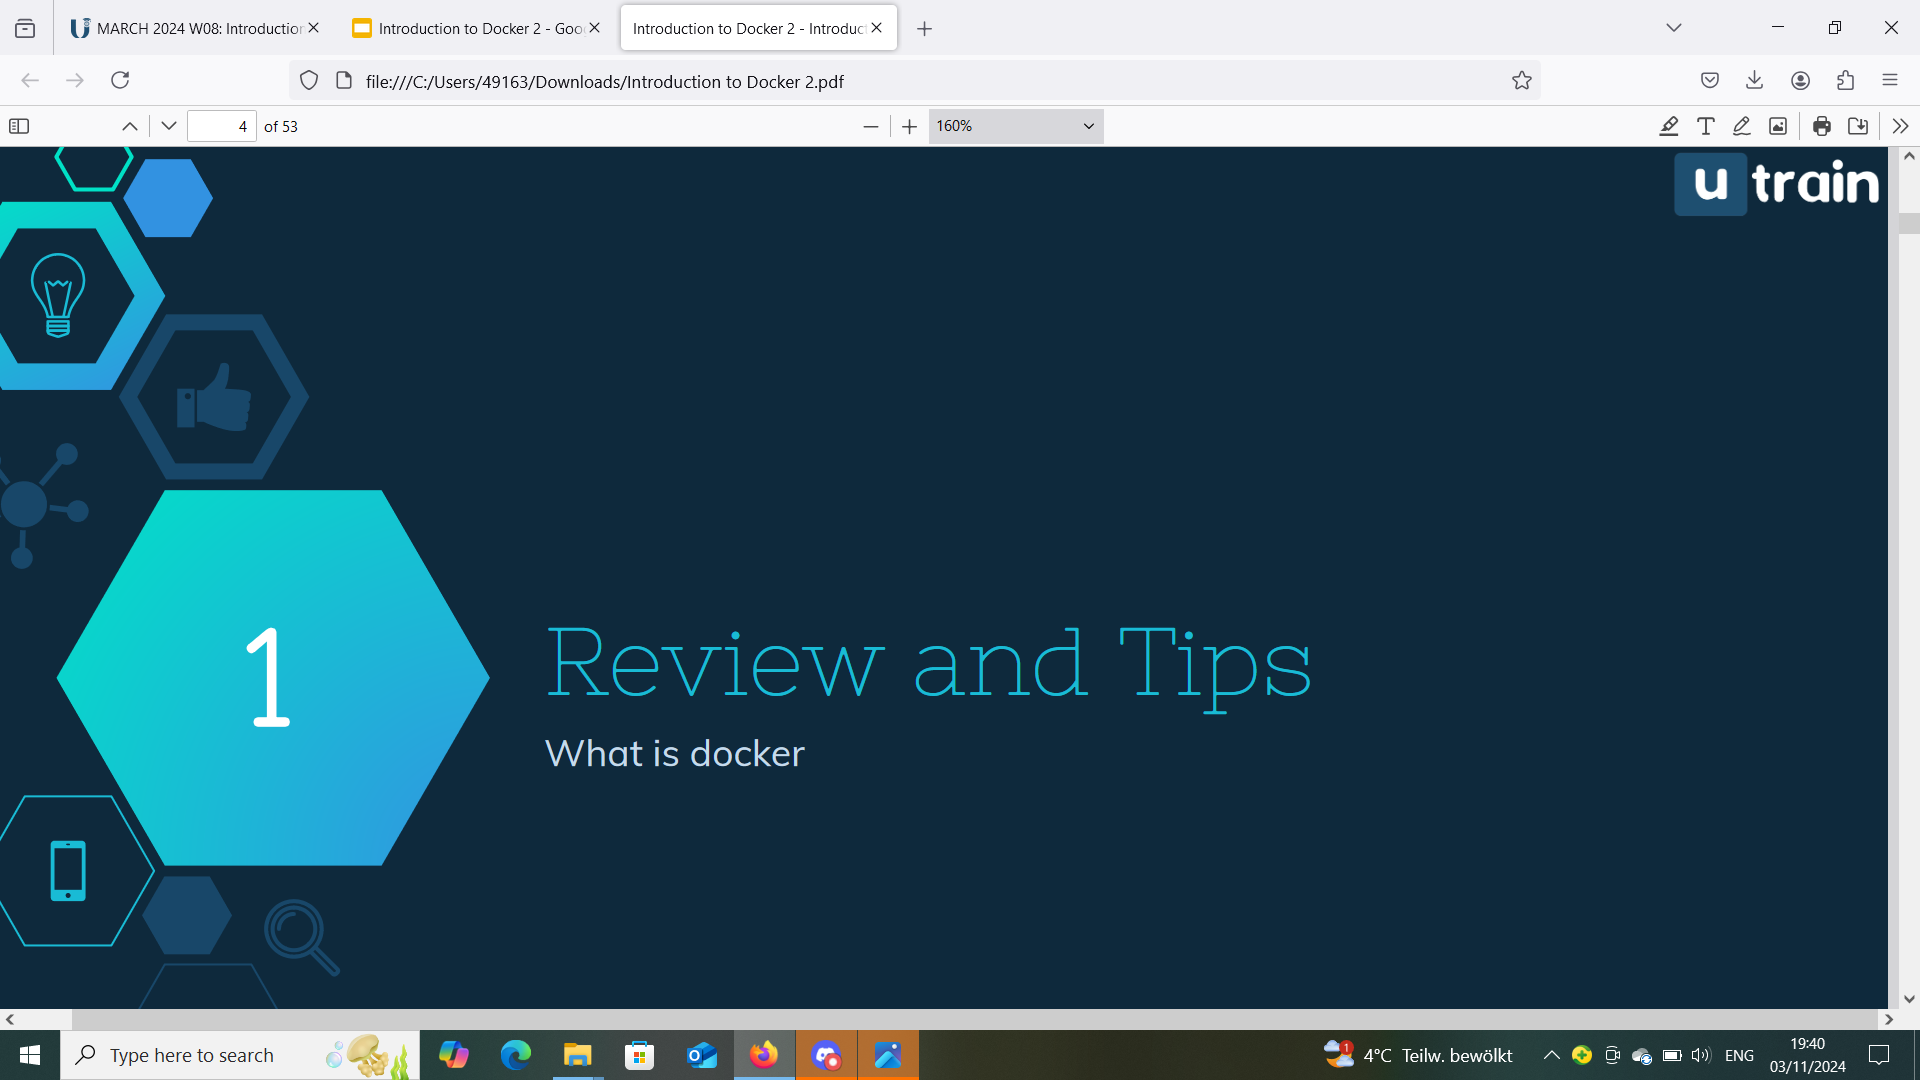 MARCH 2024 W08: Introduction
Introduction to Docker 2 - Goo
Introduction to Docker 2 - Introduc
file:///C:/Users/49163/Downloads/Introduction to Docker 2.pdf
4 of 53
160%
u train
1
Review and Tips
What is docker
Type here to search
1
4°C Teilw. bewölkt
ENG
19:40
03/11/2024